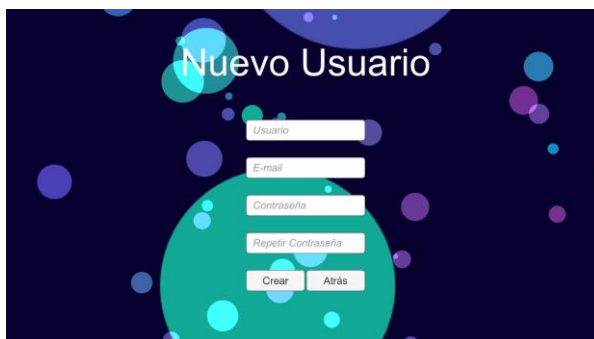 Nuevo Usuario
Usuario
E-mail
Contraseña
Repetir Contraseña
Crear Atrás